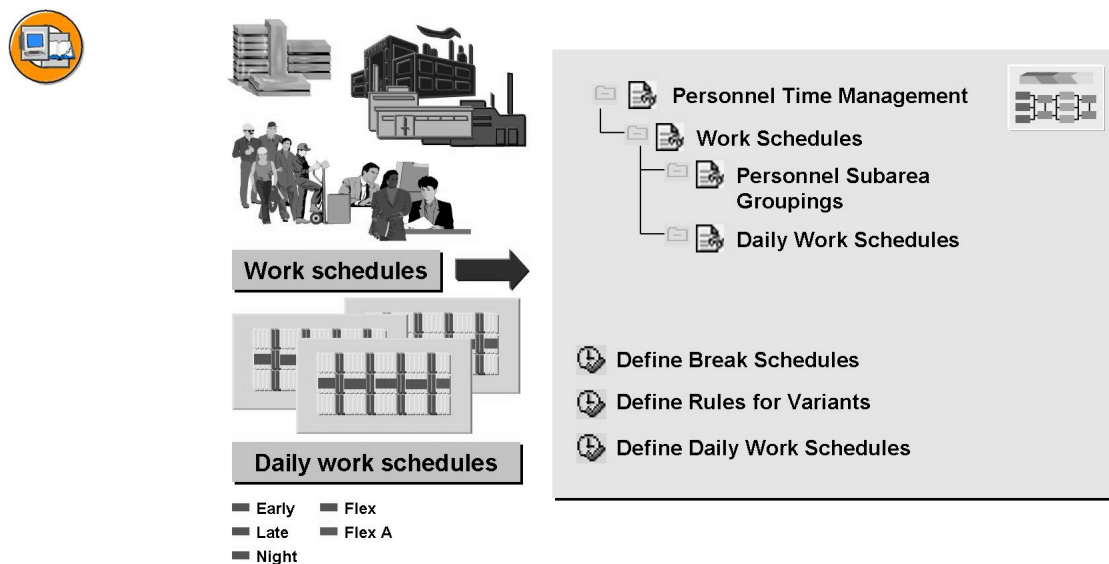 Personnel Time Management
Work Schedules
Personnel Subarea
Groupings
Daily Work Schedules
Work schedules
Define Break Schedules
Define Rules for Variants
Define Daily Work Schedules
Daily work schedules
Early Flex
Late Flex A
Night